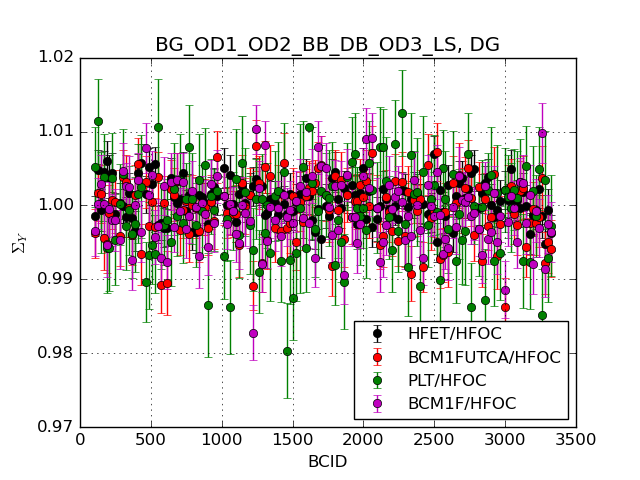 BG_OD1_OD2_BB_DB_OD3_LS, DG
1.02
1.01
1.00
0.99
0.98
0.97
Σ_Y
HFET/HFOC
BCM1FUTCA/HFOC
PLT/HFOC
BCM1F/HFOC
0 500 1000 1500 2000 2500 3000 3500
BCID